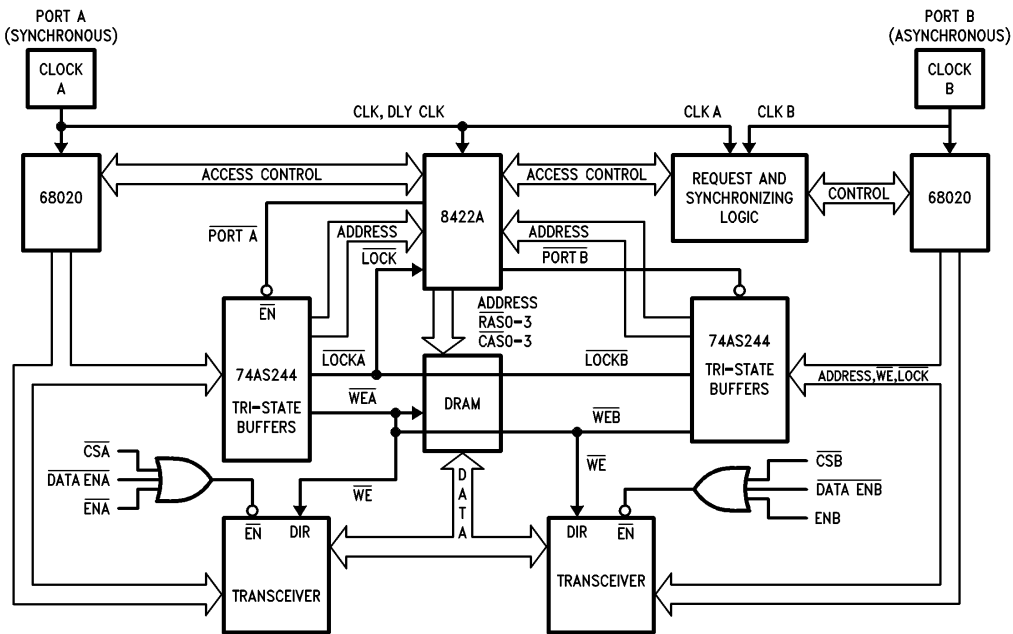 PORT A
(SYNCHRONOUS)
PORT B
(ASYNCHRONOUS)
CLOCK
A
CLOCK
B
CLK, DLY CLK
CLK A
CLK B
68020
ACCESS CONTROL
8422A
ACCESS CONTROL
REQUEST AND
SYNCHRONIZING
LOGIC
CONTROL
68020
PORT A
ADDRESS
LOCK
ADDRESS
PORT B
EN
74AS244
TRI-STATE
BUFFERS
ADDRESS
RAS0-3
CAS0-3
LOCKA
LOCKB
74AS244
TRI-STATE
BUFFERS
ADDRESS, WE, LOCK
WEA
DRAM
WEB
CSA
DATA ENA
ENA
WE
DATA
WE
CSB
DATA ENB
ENB
EN
DIR
TRANSCEIVER
DIR
EN
TRANSCEIVER